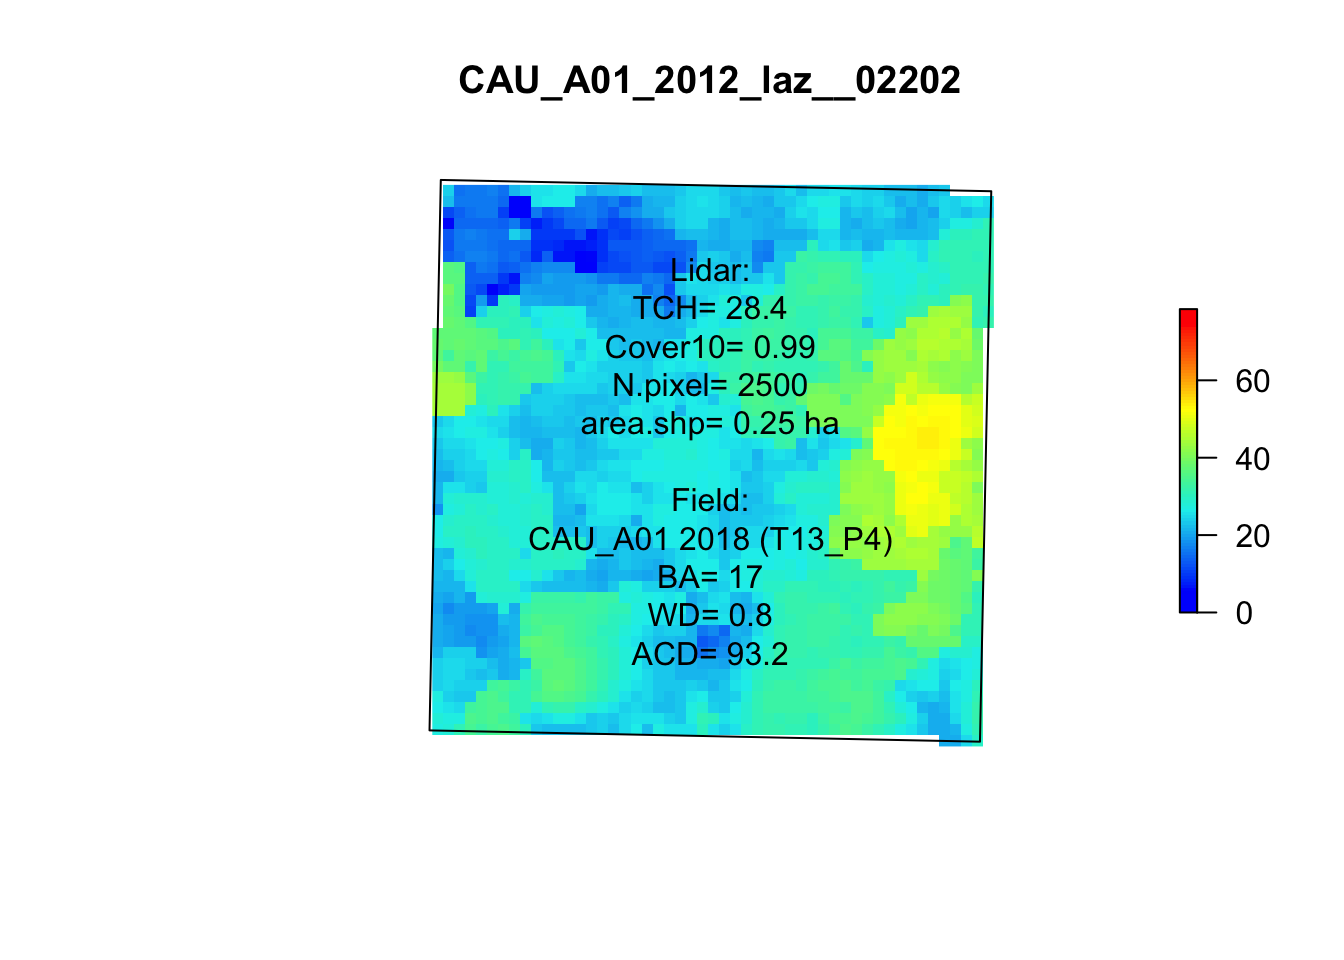 CAU_A01_2012_laz__02202
Lidar:
TCH= 28.4
Cover10= 0.99
N.pixel= 2500
area.shp= 0.25 ha
Field:
CAU_A01 2018 (T13_P4)
BA= 17
WD= 0.8
ACD= 93.2
60
40
20
0